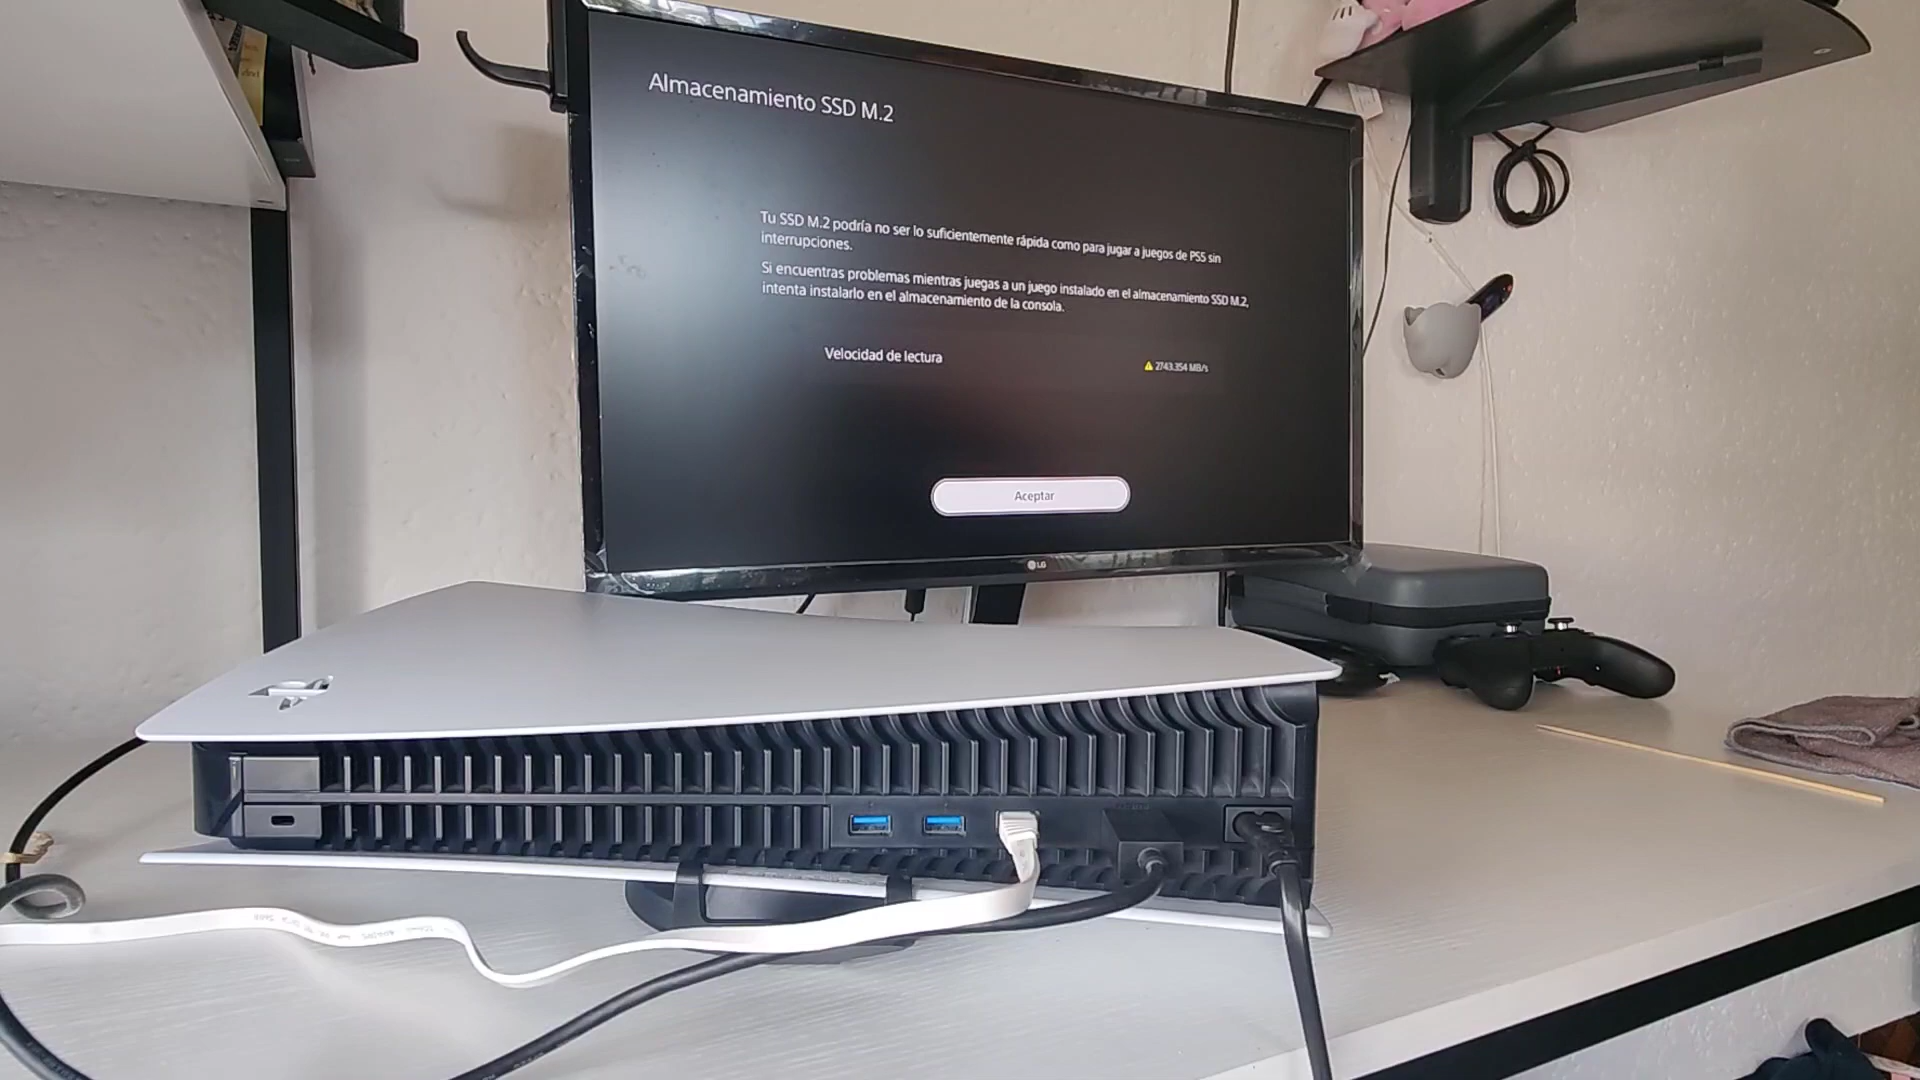 Almacenamiento SSD M.2
Tu SSD M.2 podría no ser lo suficientemente rápida como para jugar a juegos de PS5 sin
interrupciones.
Si encuentras problemas mientras juegas a un juego instalado en el almacenamiento SSD M.2,
intenta instalarlo en el almacenamiento de la consola.
Velocidad de lectura
2743.354 MB/s
Aceptar
LG